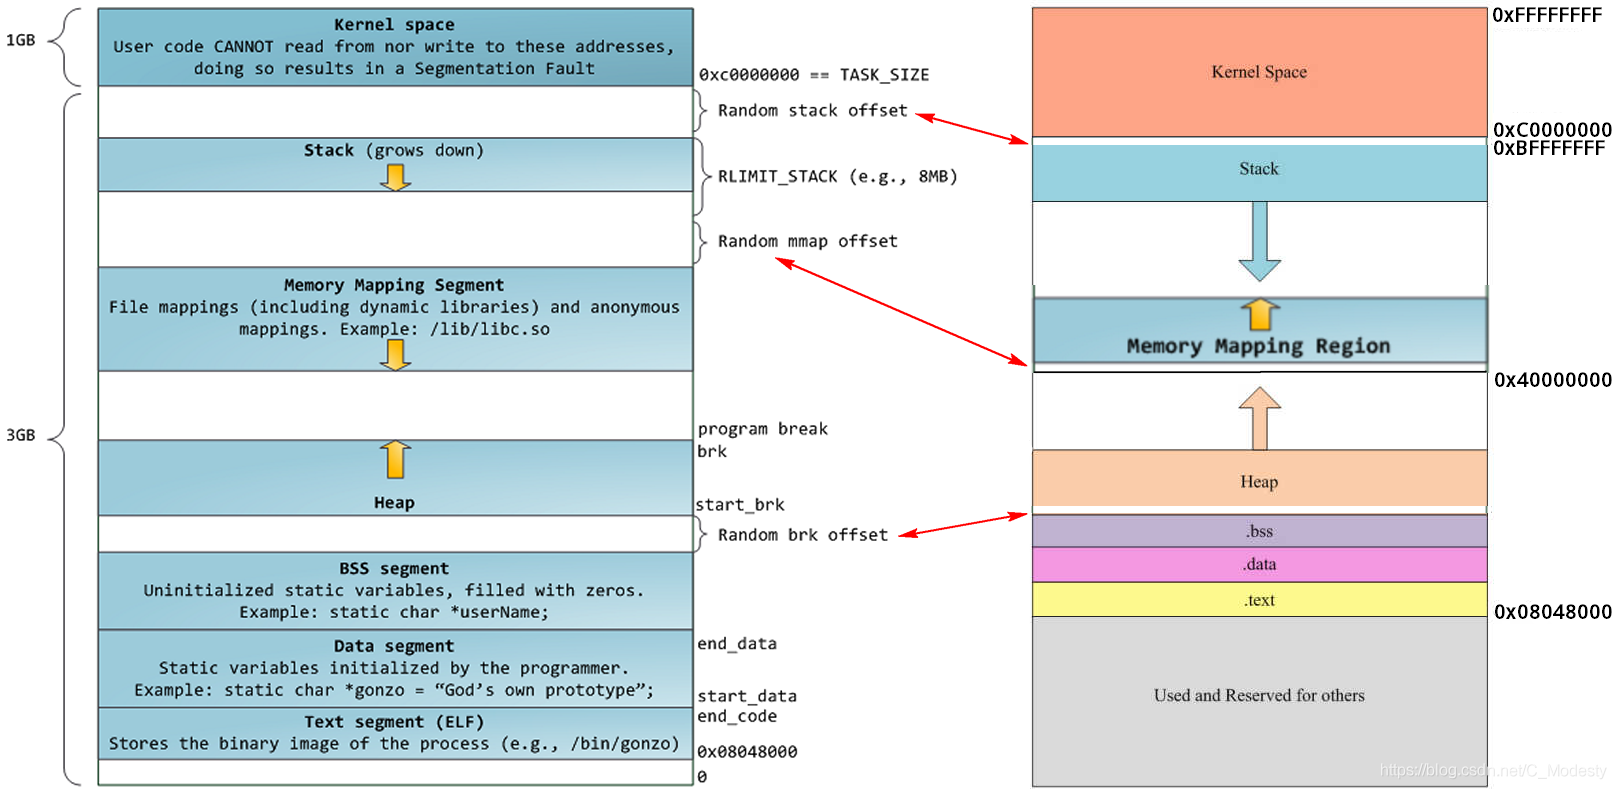 1GB
Kernel space
User code CANNOT read from nor write to these addresses,
doing so results in a Segmentation Fault
0xc0000000 == TASK_SIZE
Random stack offset
Stack (grows down)
RLIMIT_STACK (e.g., 8MB)
Random mmap offset
Memory Mapping Segment
File mappings (including dynamic libraries) and anonymous
mappings. Example: /lib/libc.so
3GB
program break
brk
Heap
start_brk
Random brk offset
BSS segment
Uninitialized static variables, filled with zeros.
Example: static char *userName;
Data segment
Static variables initialized by the programmer.
Example: static char *gonzo = “God’s own prototype”;
end_data
start_data
end_code
Text segment (ELF)
Stores the binary image of the process (e.g., /bin/gonzo)
0x08048000
0
0xFFFFFFFF
Kernel Space
0xC0000000
0xBFFFFFFF
Stack
Memory Mapping Region
0x40000000
Heap
.bss
.data
.text
0x08048000
Used and Reserved for others
https://blog.csdn.net/C_Modesty